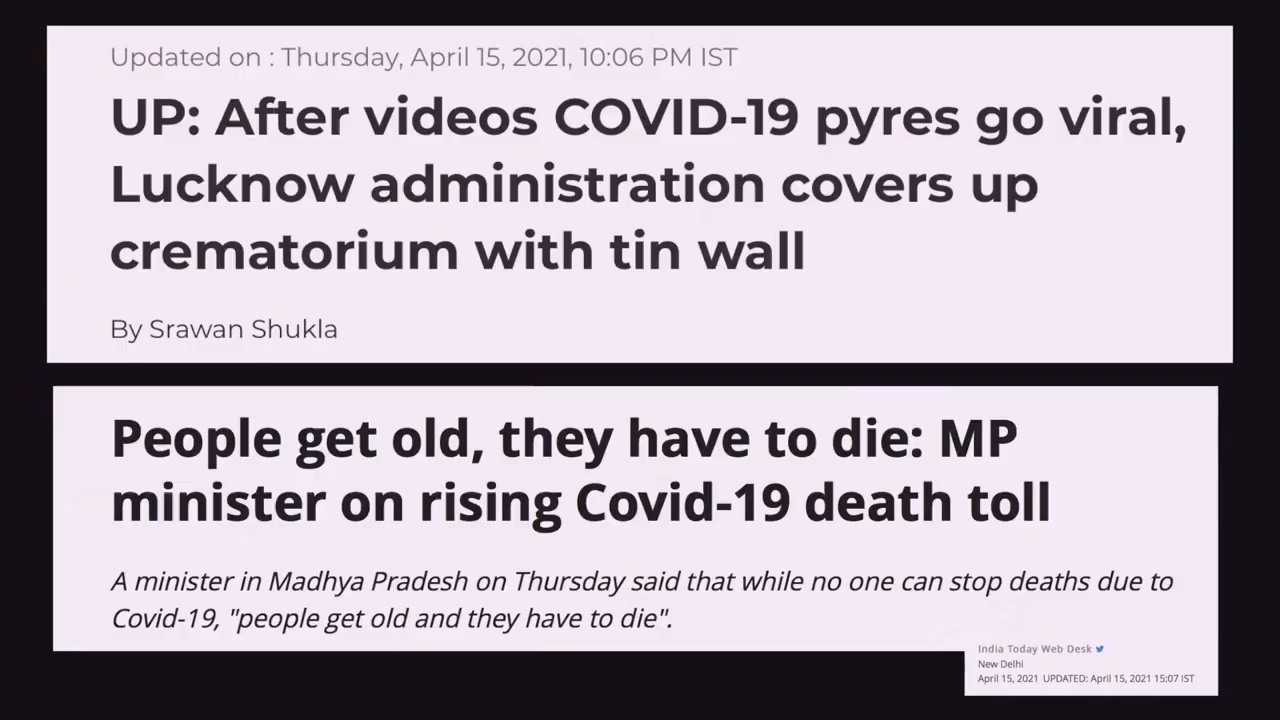 Updated on : Thursday, April 15, 2021, 10:06 PM IST
UP: After videos COVID-19 pyres go viral,
Lucknow administration covers up
crematorium with tin wall
By Srawan Shukla
People get old, they have to die: MP
minister on rising Covid-19 death toll
A minister in Madhya Pradesh on Thursday said that while no one can stop deaths due to
Covid-19, "people get old and they have to die".
India Today Web Desk
New Delhi
April 15, 2021 UPDATED: April 15, 2021 15:07 IST